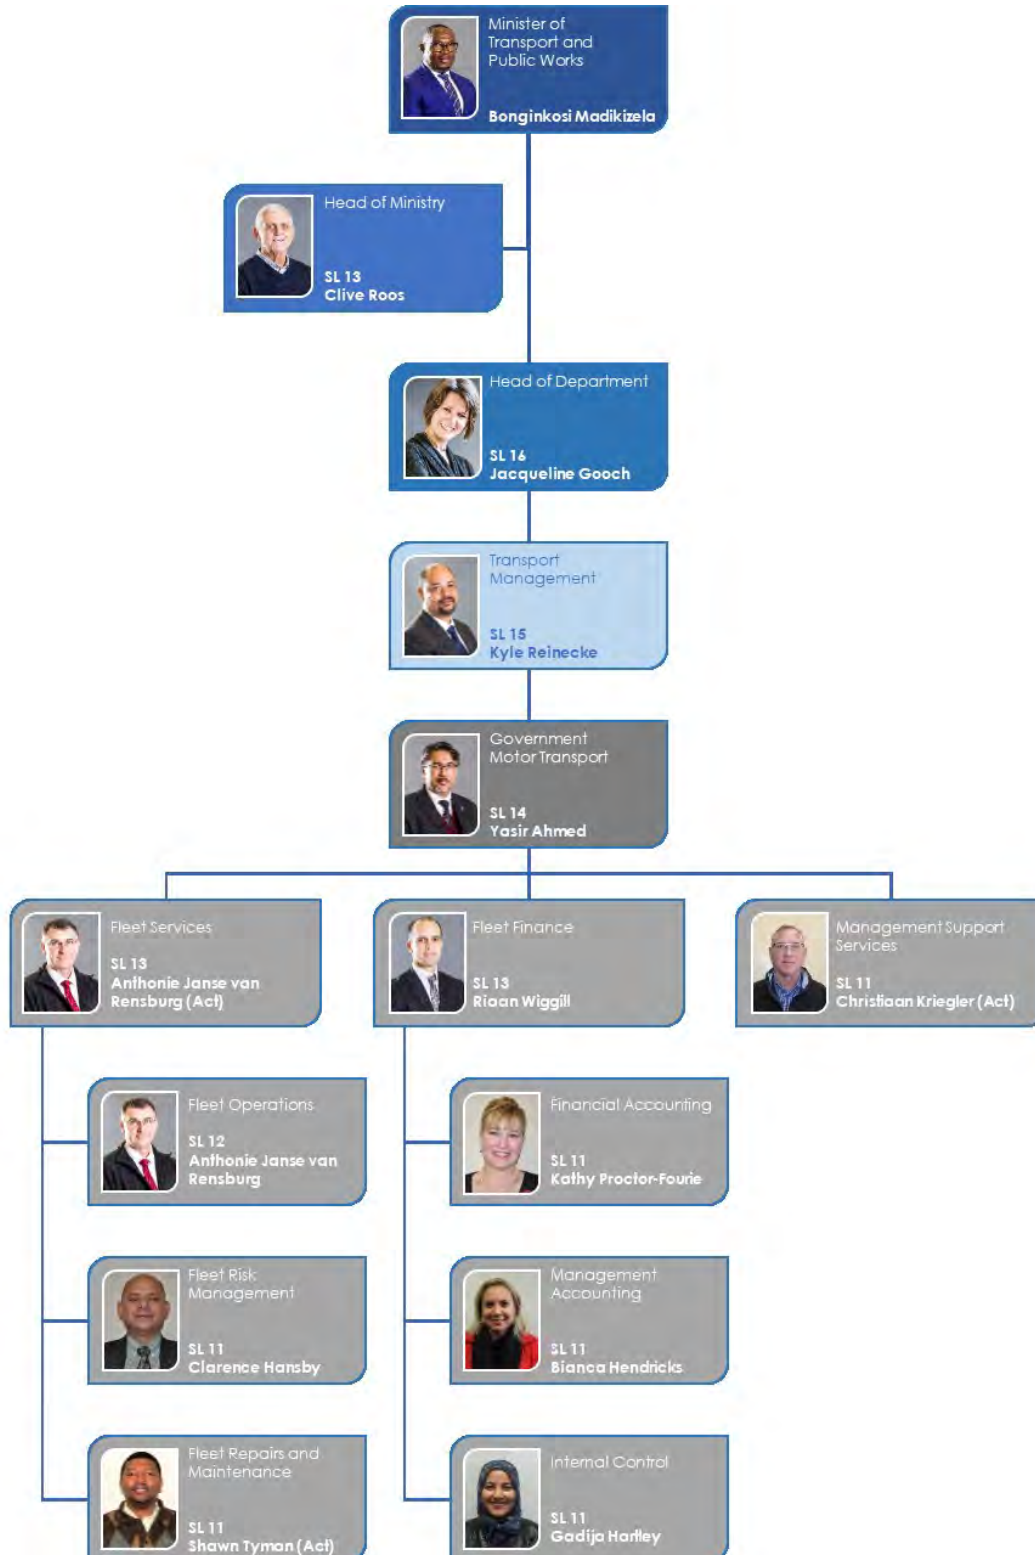 Minister of
Transport and
Public Works
Bonginkosi Madikizela
Head of Ministry
SL 13
Clive Roos
Head of Department
SL 16
Jacqueline Gooch
Transport
Management
SL 15
Kyle Reinecke
Government
Motor Transport
SL 14
Yasir Ahmed
Fleet Services
SL 13
Anthonie Janse van
Rensburg (Act)
Fleet Finance
SL 13
Riaan Wiggill
Management Support
Services
SL 11
Christiaan Kriegler (Act)
Fleet Operations
SL 12
Anthonie Janse van
Rensburg
Financial Accounting
SL 11
Kathy Proctor-Fourie
Fleet Risk
Management
SL 11
Clarence Hansby
Management
Accounting
SL 11
Bianca Hendricks
Fleet Repairs and
Maintenance
SL 11
Shawn Tyman (Act)
Internal Control
SL 11
Gadija Hartley